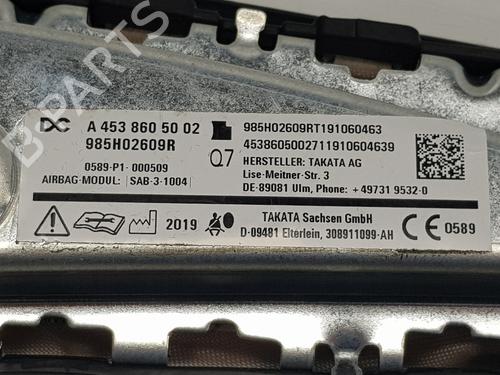 B-PARTS
DC A 453 860 50 02
985H02609R
0589-P1-000509
AIRBAG-MODUL: SAB-3-1004
Q7
985H02609RT191060463
45386050027119106046​39
HERSTELLER: TAKATA AG
Lise-Meitner-Str. 3
DE-89081 Ulm, Phone: +49731 9532-0
2019
TAKATA Sachsen GmbH
D-09481 Elterlein, 308911099-AH
CE 0589